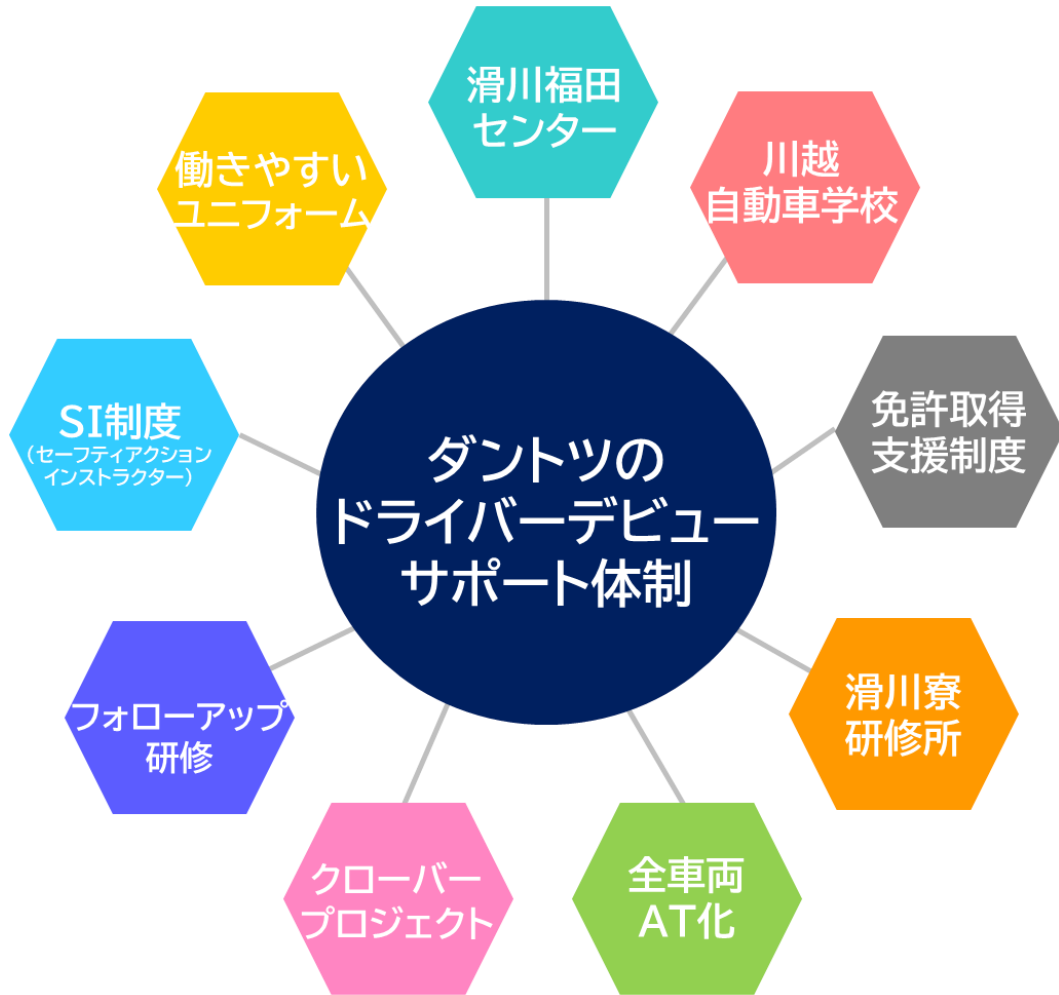 滑川福田
センター
川越
自動車学校
免許取得
支援制度
滑川寮
研修所
全車両
AT化
クローバー
プロジェクト
フォローアップ
研修
SI制度
（セーフティアクション
インストラクター）
働きやすい
ユニフォーム
ダントツの
ドライバーデビュー
サポート体制